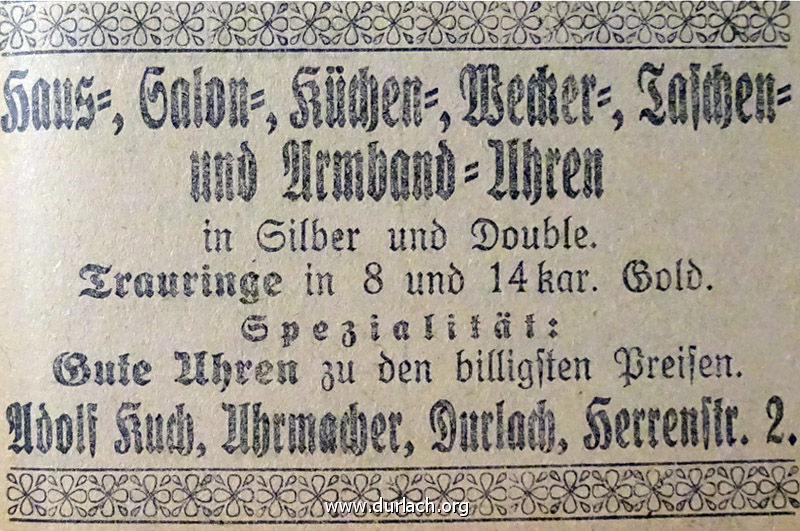 Haus-, Salon-, Küchen-, Wecker-, Taschen-
und Armband-Uhren
in Silber und Double.
Trauringe in 8 und 14 kar. Gold.
Spezialität:
Gute Uhren zu den billigsten Preisen.
Adolf Kuch, Uhrmacher, Durlach, Herrenstr. 2.
www.durlach.org